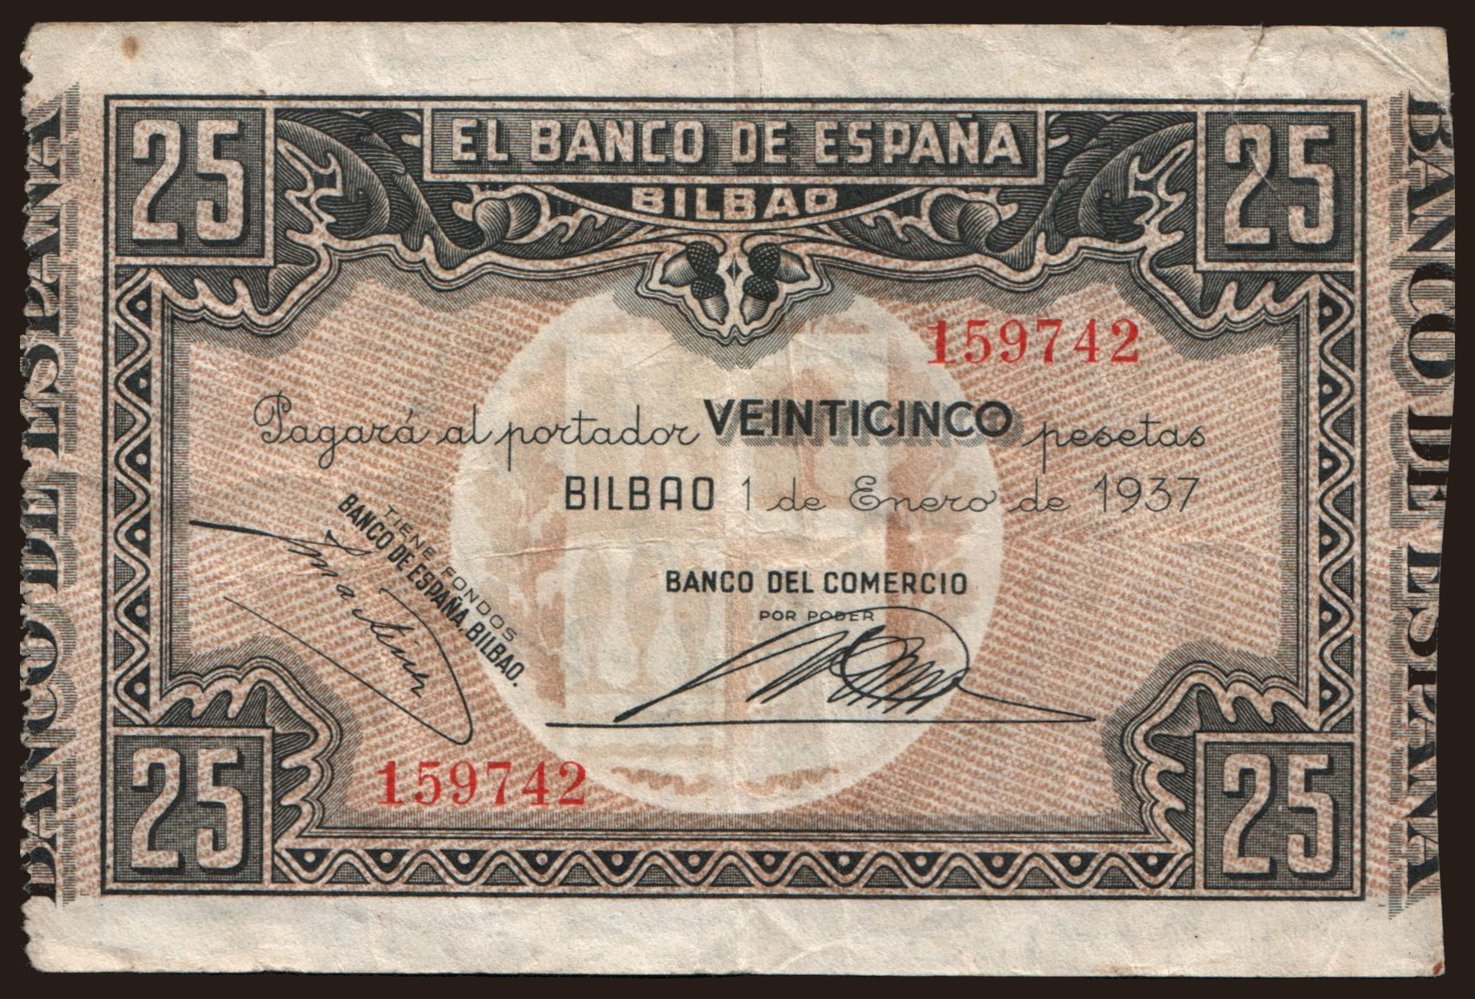 25
EL BANCO DE ESPAÑA
25
BILBAO
159742
Pagará al portador VEINTICINCO pesetas
BILBAO 1 de Enero de 1937
TIENE FONDOS
BANCO DE ESPAÑA. BILBAO.
BANCO DEL COMERCIO
POR PODER
159742
25
25
BANCO DE ESPAÑA
BANCO DE ESPAÑA